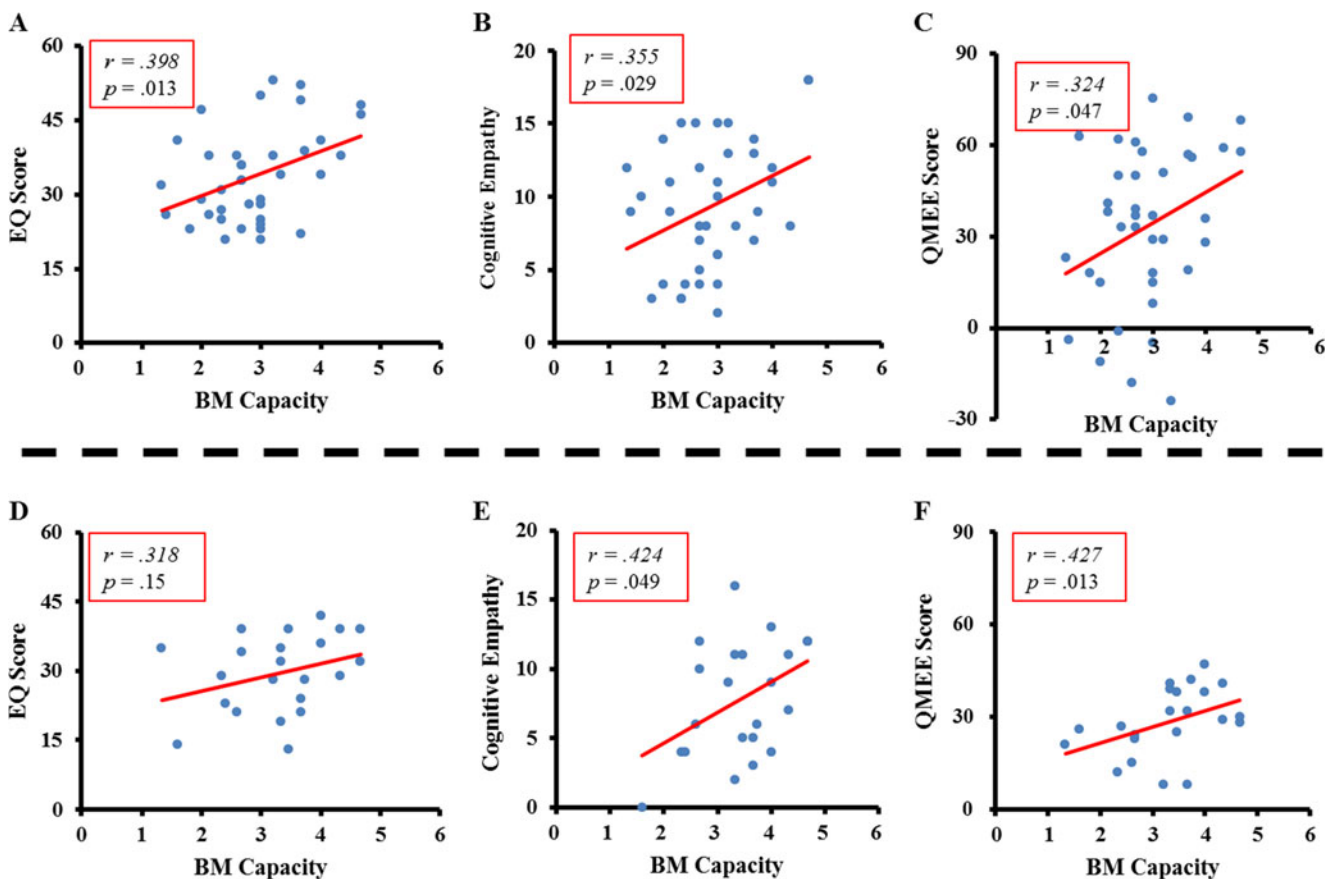 A
r = .398
p = .013
60
45
30
15
0
EQ Score
0 1 2 3 4 5 6
BM Capacity
B
r = .355
p = .029
20
15
10
5
0
Cognitive Empathy
0 1 2 3 4 5 6
BM Capacity
C
r = .324
p = .047
90
60
30
0
-30
QMEE Score
1 2 3 4 5 6
BM Capacity
D
r = .318
p = .15
60
45
30
15
0
EQ Score
0 1 2 3 4 5 6
BM Capacity
E
r = .424
p = .049
20
15
10
5
0
Cognitive Empathy
0 1 2 3 4 5 6
BM Capacity
F
r = .427
p = .013
90
60
30
0
QMEE Score
0 1 2 3 4 5 6
BM Capacity